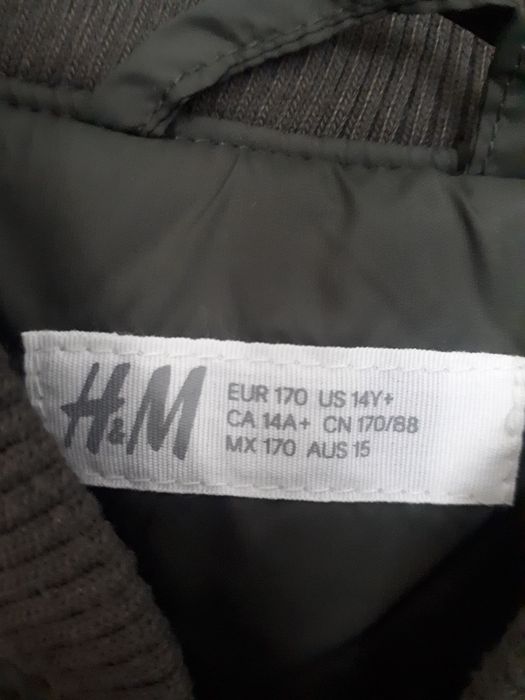 H&M
EUR 170 US 14Y+
CA 14A+ CN 170/88
MX 170 AUS 15